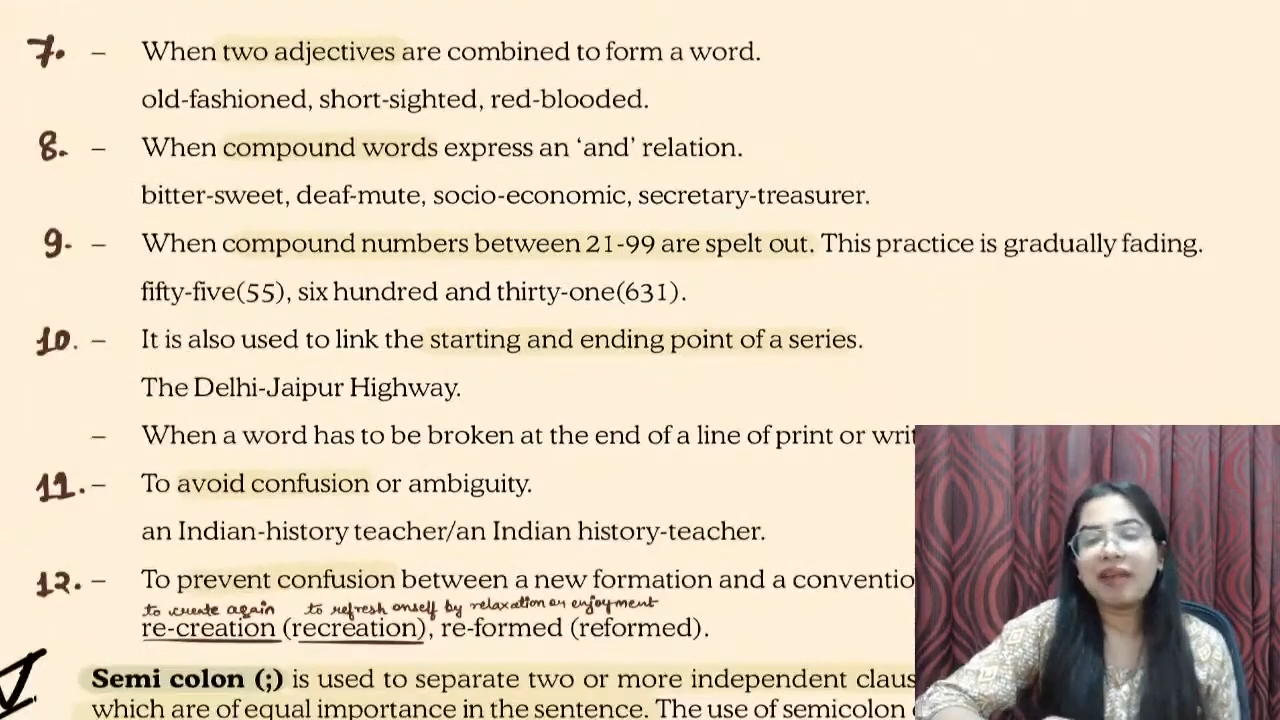 7. – When two adjectives are combined to form a word.
old-fashioned, short-sighted, red-blooded.
8. – When compound words express an ‘and’ relation.
bitter-sweet, deaf-mute, socio-economic, secretary-treasurer.
9. – When compound numbers between 21-99 are spelt out. This practice is gradually fading.
fifty-five(55), six hundred and thirty-one(631).
10. – It is also used to link the starting and ending point of a series.
The Delhi-Jaipur Highway.
– When a word has to be broken at the end of a line of print or writ
11. – To avoid confusion or ambiguity.
an Indian-history teacher/an Indian history-teacher.
12. – To prevent confusion between a new formation and a conventio
to create again to refresh onself by relaxation or enjoyment
re-creation (recreation), re-formed (reformed).
Semi colon (;) is used to separate two or more independent claus
which are of equal importance in the sentence. The use of semicolon